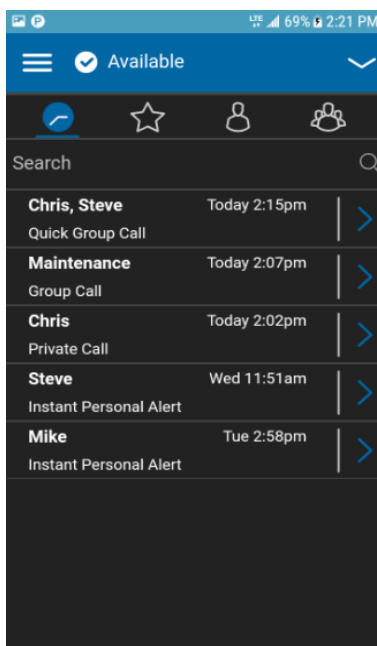 P LTE 69% 2:21 PM
Available
Search
Chris, Steve Today 2:15pm
Quick Group Call
Maintenance Today 2:07pm
Group Call
Chris Today 2:02pm
Private Call
Steve Wed 11:51am
Instant Personal Alert
Mike Tue 2:58pm
Instant Personal Alert